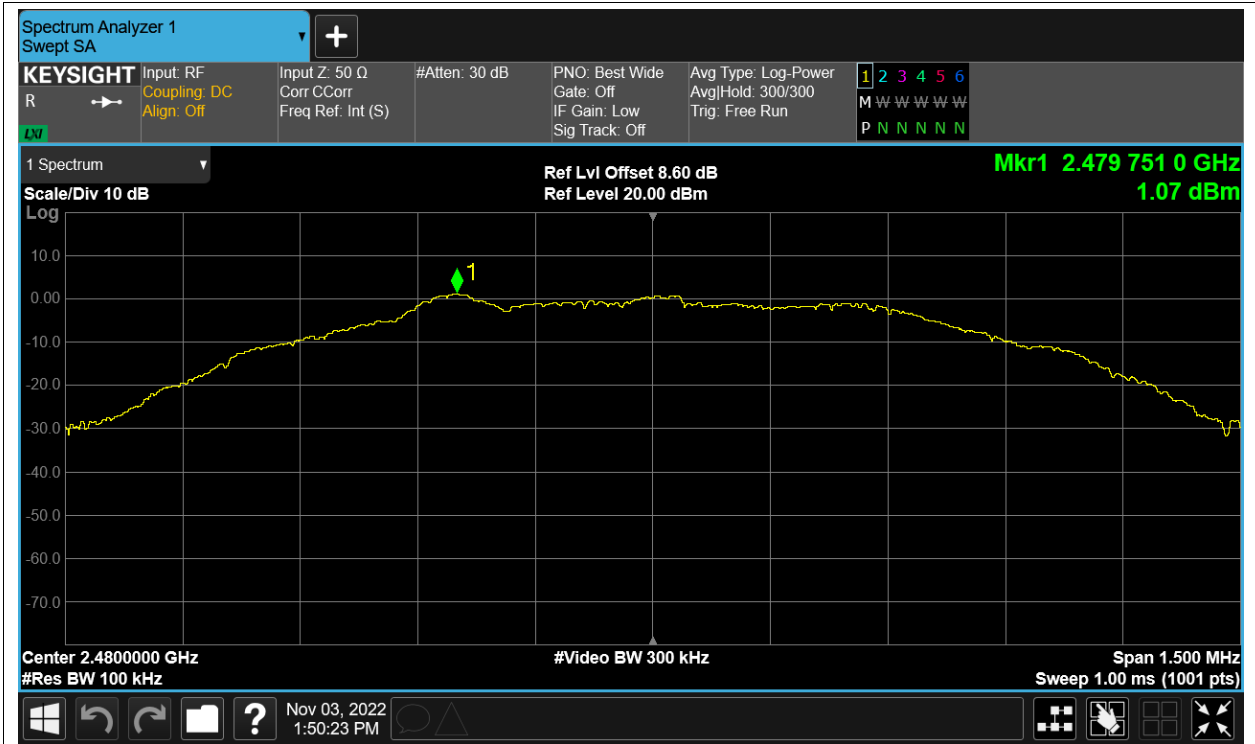 Spectrum Analyzer 1
Swept SA
KEYSIGHT
R
LXI
Input: RF
Coupling: DC
Align: Off
Input Z: 50 Ω
Corr CCorr
Freq Ref: Int (S)
#Atten: 30 dB
PNO: Best Wide
Gate: Off
IF Gain: Low
Sig Track: Off
Avg Type: Log-Power
Avg|Hold: 300/300
Trig: Free Run
1 2 3 4 5 6
M W W W W W
P N N N N N
1 Spectrum
Scale/Div 10 dB
Log
Ref Lvl Offset 8.60 dB
Ref Level 20.00 dBm
Mkr1 2.479 751 0 GHz
1.07 dBm
1
10.0
0.00
-10.0
-20.0
-30.0
-40.0
-50.0
-60.0
-70.0
Center 2.4800000 GHz
#Video BW 300 kHz
Span 1.500 MHz
#Res BW 100 kHz
Sweep 1.00 ms (1001 pts)
?
Nov 03, 2022
1:50:23 PM